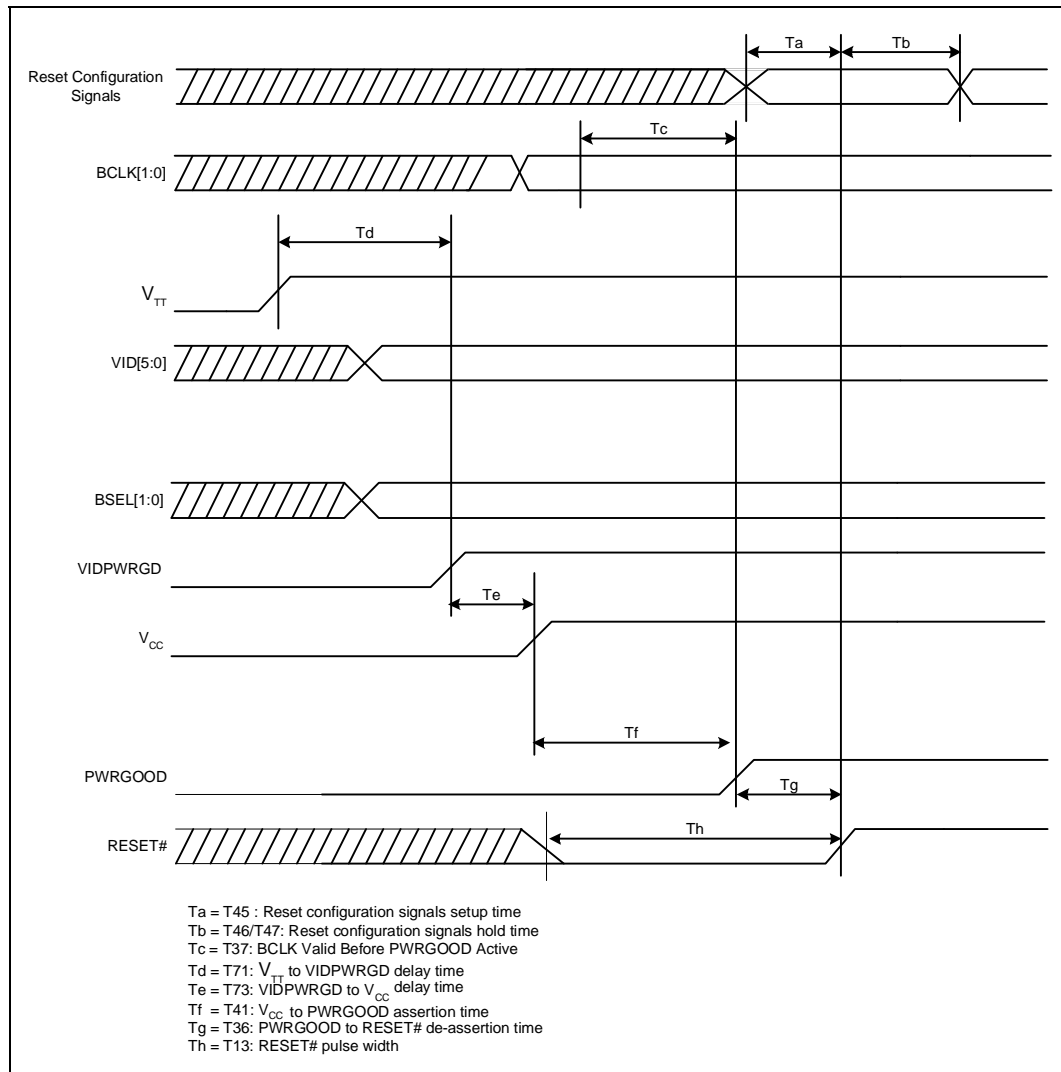 Ta
Tb
Reset Configuration
Signals
Tc
BCLK[1:0]
Td
VTT
VID[5:0]
BSEL[1:0]
VIDPWRGD
Te
VCC
Tf
PWRGOOD
Tg
Th
RESET#
Ta = T45 : Reset configuration signals setup time
Tb = T46/T47: Reset configuration signals hold time
Tc = T37: BCLK Valid Before PWRGOOD Active
Td = T71: VTT to VIDPWRGD delay time
Te = T73: VIDPWRGD to VCC delay time
Tf = T41: VCC to PWRGOOD assertion time
Tg = T36: PWRGOOD to RESET# de-assertion time
Th = T13: RESET# pulse width